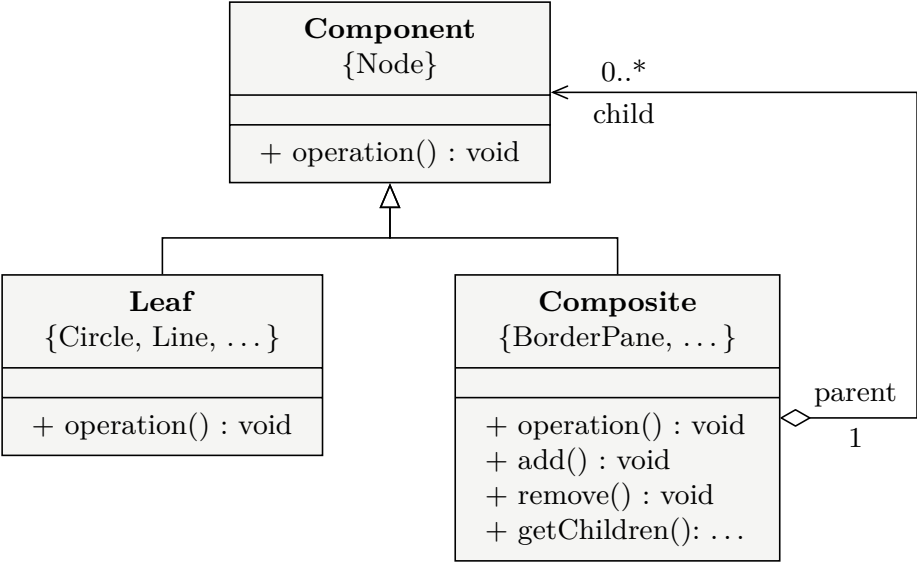 Component
{Node}
+ operation() : void
0..*
child
Leaf
{Circle, Line, ...}
+ operation() : void
Composite
{BorderPane, ...}
+ operation() : void
+ add() : void
+ remove() : void
+ getChildren(): ...
parent
1